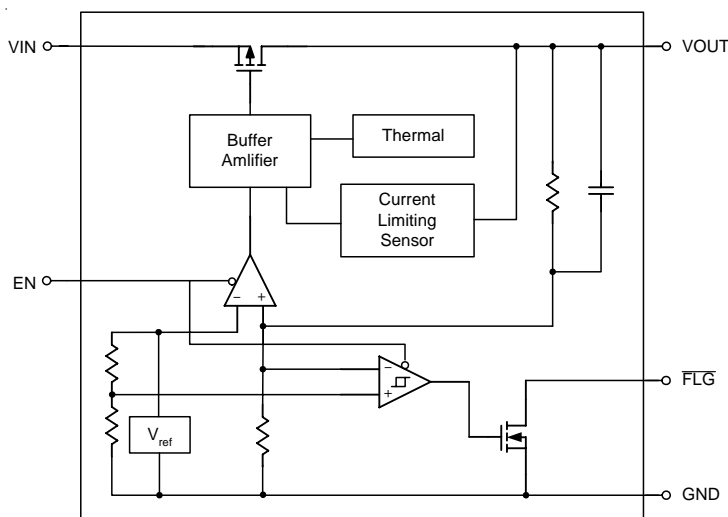 VIN
VOUT
Buffer
Amlifier
Thermal
Current
Limiting
Sensor
EN
− +
−
+
FLG
Vref
GND